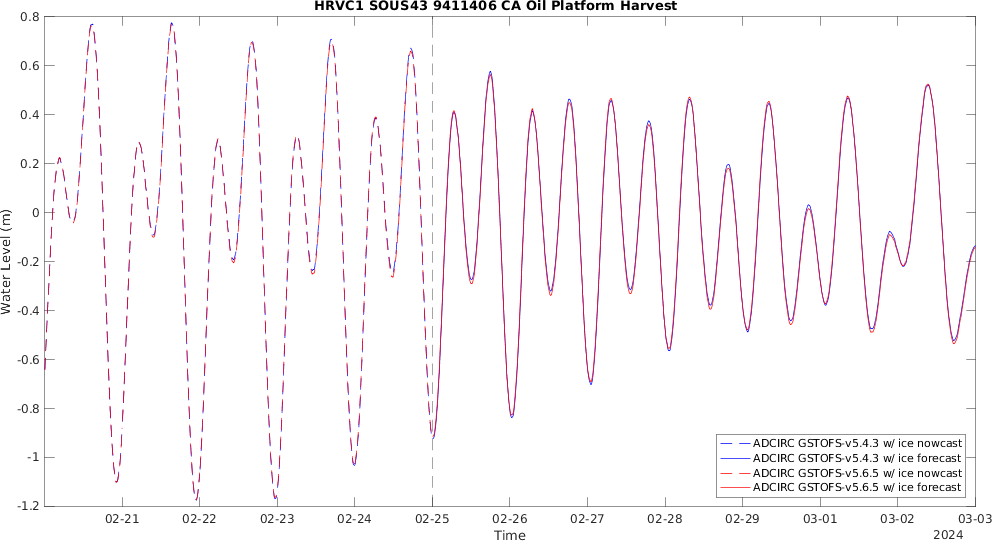 HRVC1 SOUS43 9411406 CA Oil Platform Harvest
0.8
0.6
0.4
0.2
0
-0.2
-0.4
-0.6
-0.8
-1
-1.2
Water Level (m)
ADCIRC GSTOFS-v5.4.3 w/ ice nowcast
ADCIRC GSTOFS-v5.4.3 w/ ice forecast
ADCIRC GSTOFS-v5.6.5 w/ ice nowcast
ADCIRC GSTOFS-v5.6.5 w/ ice forecast
02-21 02-22 02-23 02-24 02-25 02-26 02-27 02-28 02-29 03-01 03-02 03-03
Time
2024